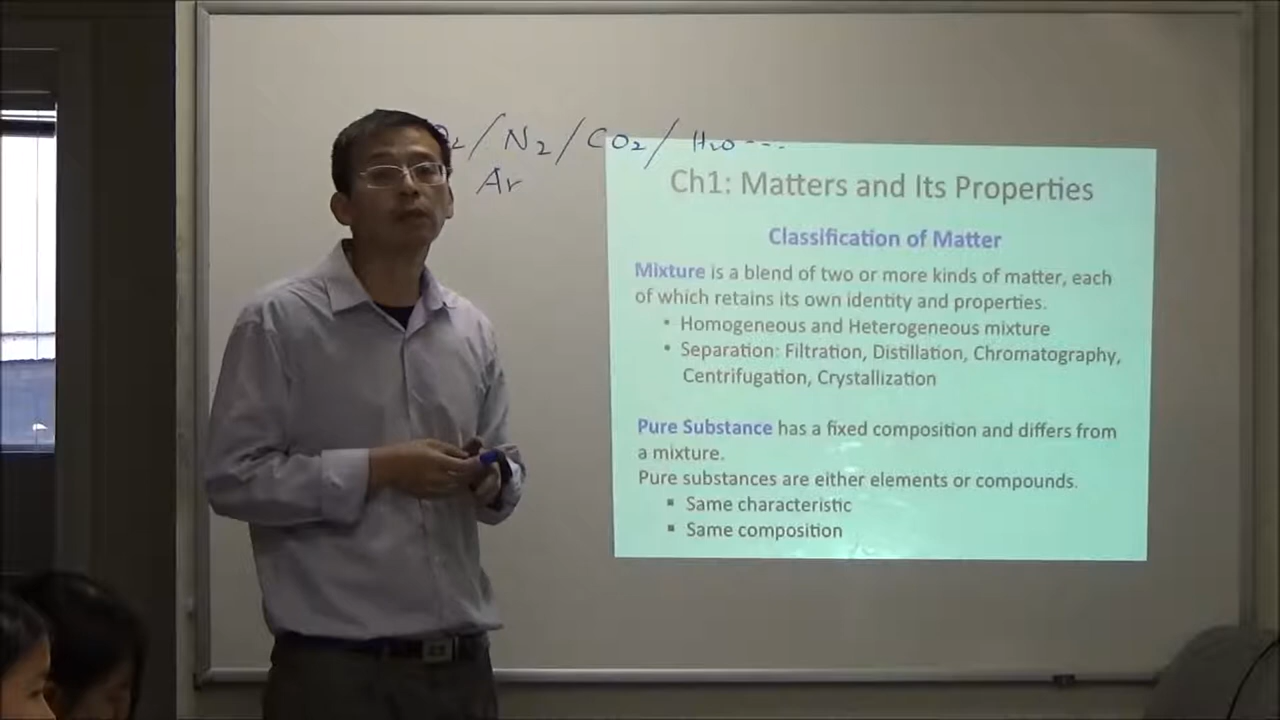 O₂ / N₂ / CO₂ / H₂O ---
Ar
Ch1: Matters and Its Properties
Classification of Matter
Mixture is a blend of two or more kinds of matter, each
of which retains its own identity and properties.
• Homogeneous and Heterogeneous mixture
• Separation: Filtration, Distillation, Chromatography,
Centrifugation, Crystallization
Pure Substance has a fixed composition and differs from
a mixture.
Pure substances are either elements or compounds.
▪ Same characteristic
▪ Same composition